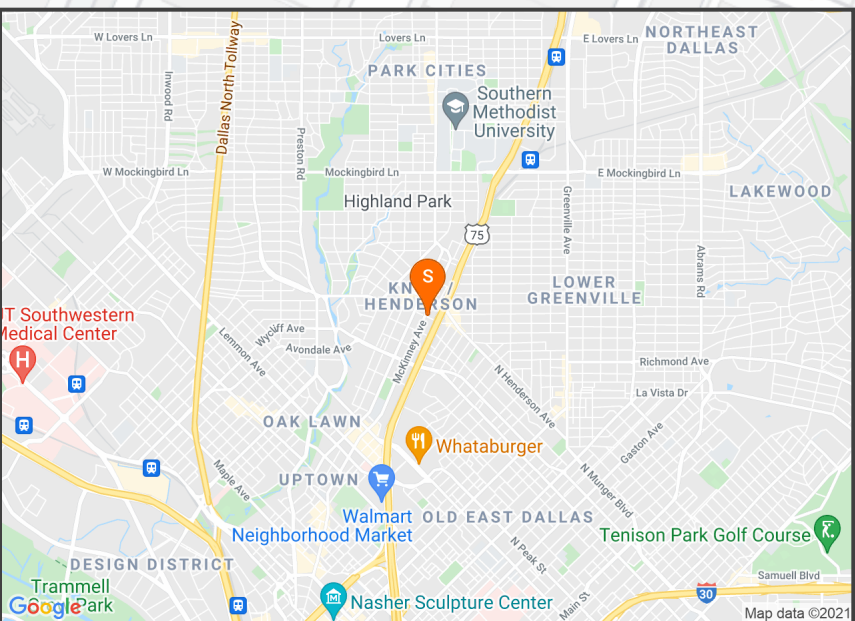 W Lovers Ln
Lovers Ln
E Lovers Ln
NORTHEAST
DALLAS
Dallas North Tollway
Inwood Rd
PARK CITIES
Southern
Methodist
University
Preston Rd
W Mockingbird Ln
Mockingbird Ln
E Mockingbird Ln
LAKEWOOD
Highland Park
Greenville Ave
75
Abrams Rd
S
KN /
HENDERSON
LOWER
GREENVILLE
UT Southwestern
Medical Center
H
Wycliff Ave
Avondale Ave
Lemmon Ave
McKinney Ave
Richmond Ave
N Henderson Ave
La Vista Dr
Gaston Ave
OAK LAWN
Whataburger
Maple Ave
UPTOWN
N Munger Blvd
Walmart
Neighborhood Market
OLD EAST DALLAS
Tenison Park Golf Course
N Peak St
DESIGN DISTRICT
Samuell Blvd
Trammell
Park
Google
30
Nasher Sculpture Center
Main St
Map data ©2021